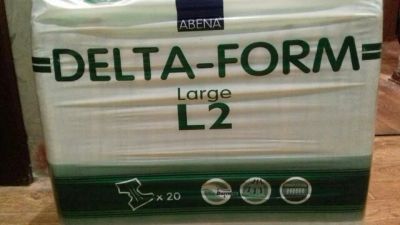 ABENA
DELTA-FORM
Large
L2
x 20